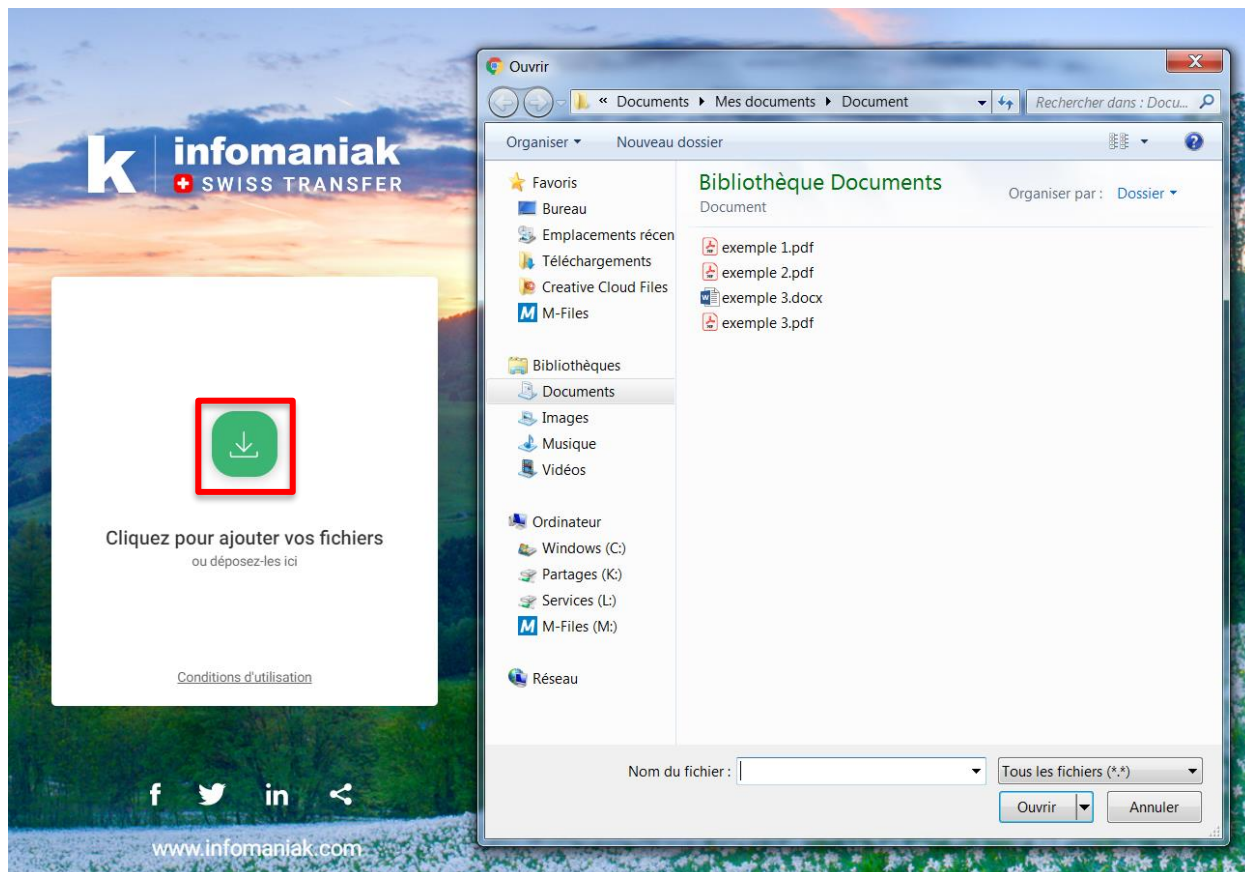 k infomaniak
SWISS TRANSFER
Cliquez pour ajouter vos fichiers
ou déposez-les ici
Conditions d'utilisation
f in
www.infomaniak.com
Ouvrir
X
« Documents Mes documents Document
Rechercher dans : Docu...
Organiser
Nouveau dossier
?
Favoris
Bureau
Emplacements récen
Téléchargements
Creative Cloud Files
M M-Files
Bibliothèques
Documents
Images
Musique
Vidéos
Ordinateur
Windows (C:)
Partages (K:)
Services (L:)
M M-Files (M:)
Réseau
Bibliothèque Documents
Document
Organiser par : Dossier
exemple 1.pdf
exemple 2.pdf
exemple 3.docx
exemple 3.pdf
Nom du fichier :
Tous les fichiers (*.*)
Ouvrir
Annuler